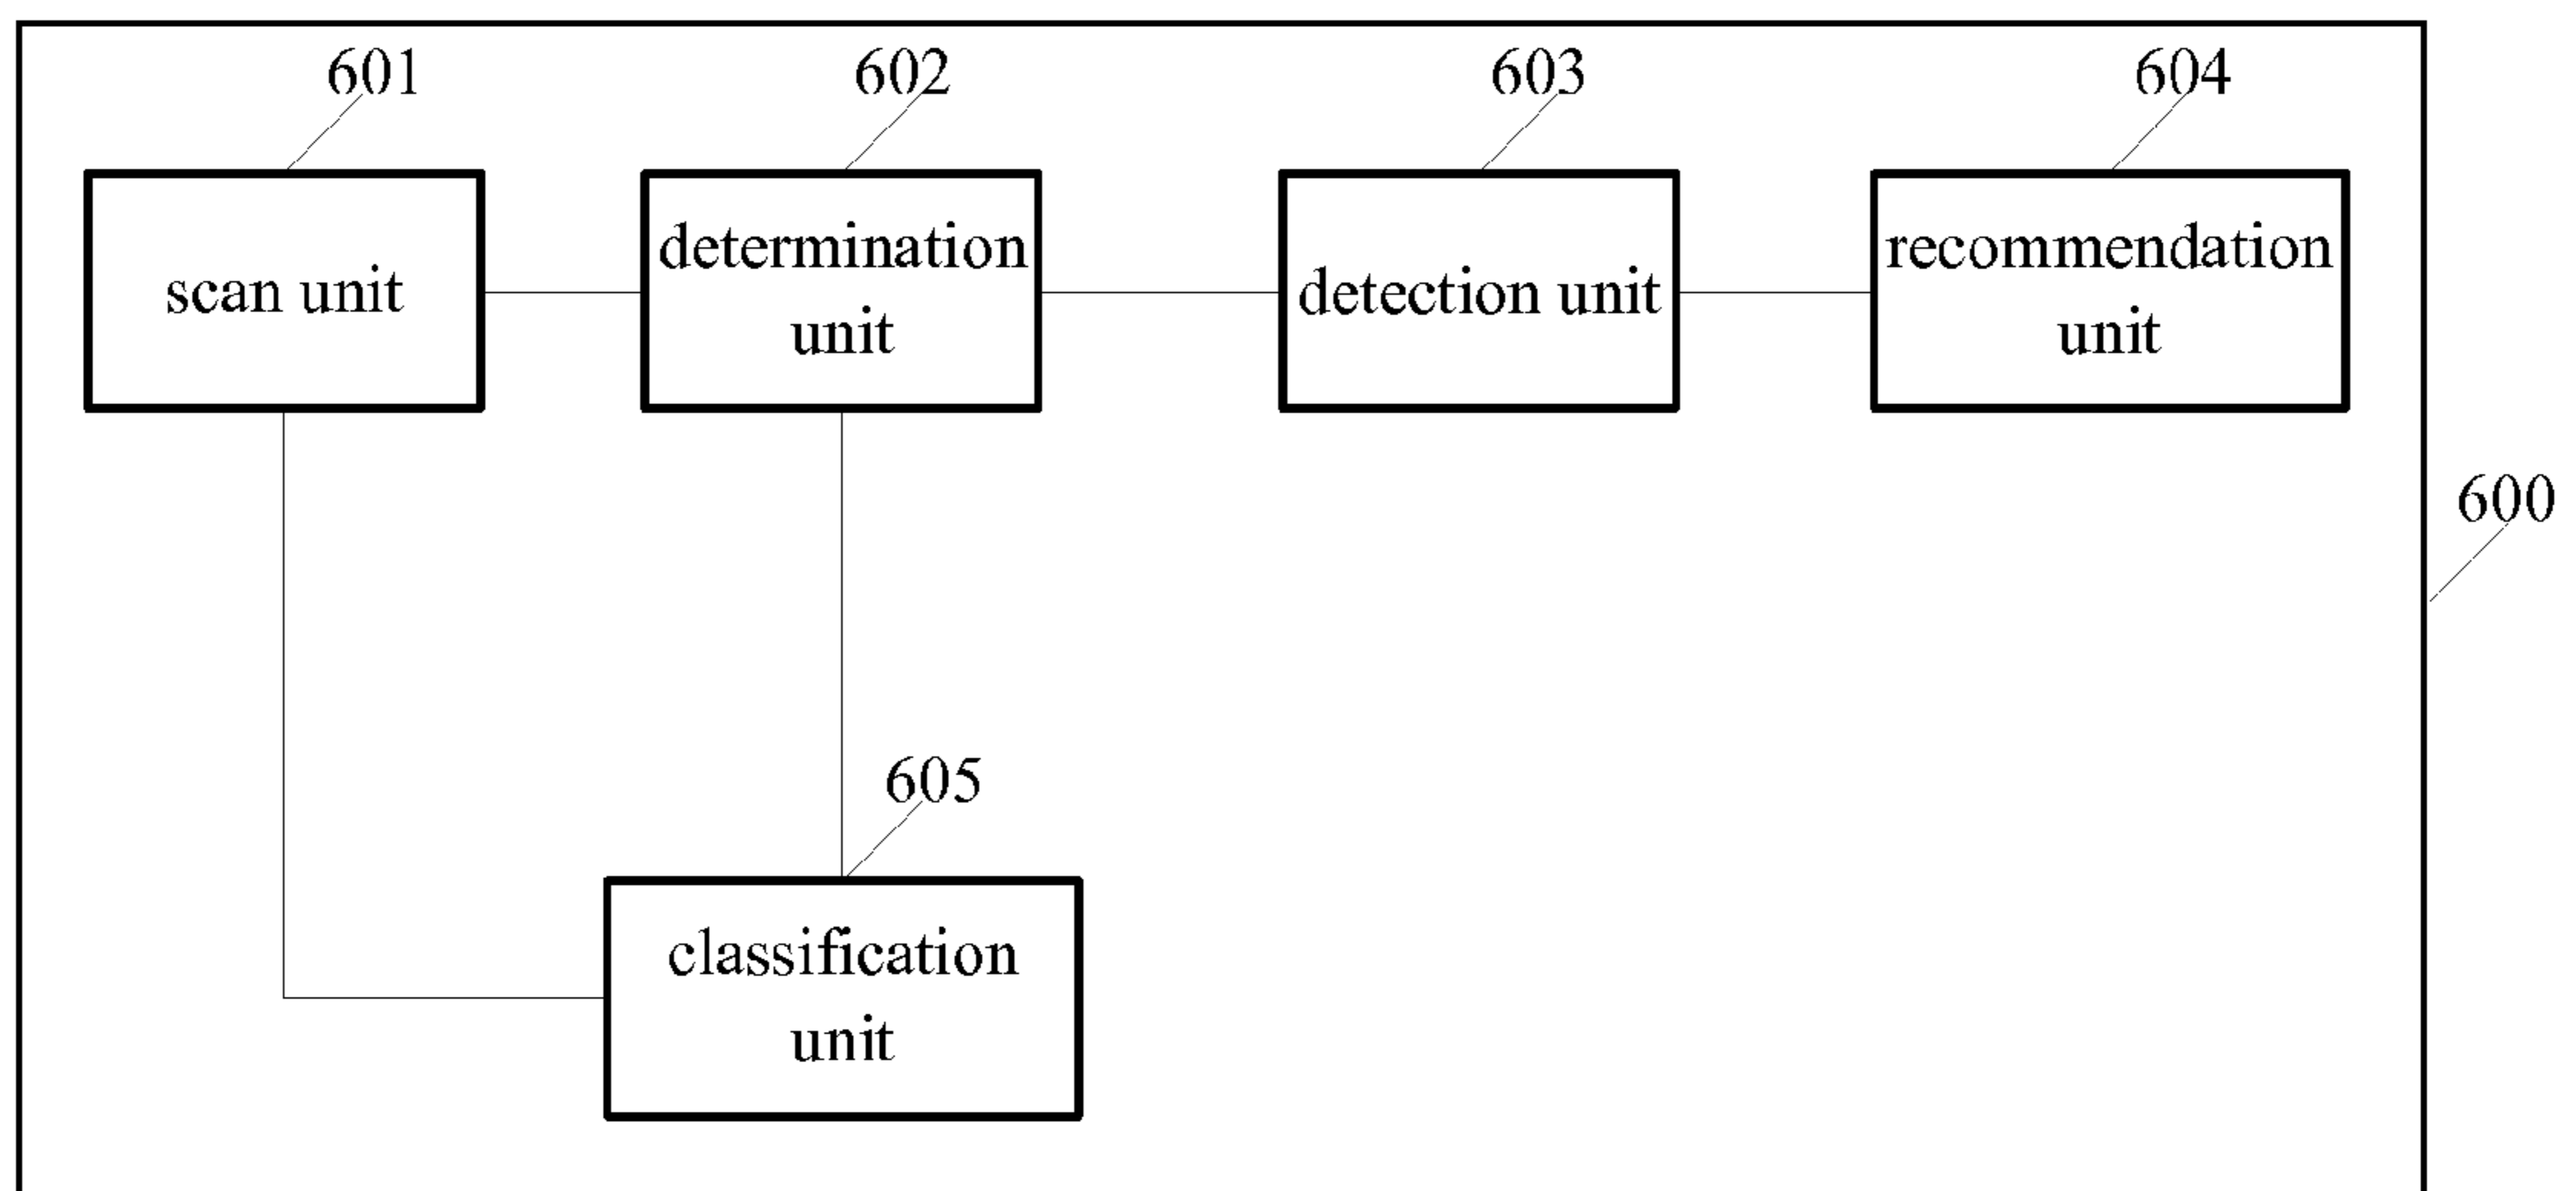 601
602
603
604
scan unit
determination
unit
detection unit
recommendation
unit
600
605
classification
unit